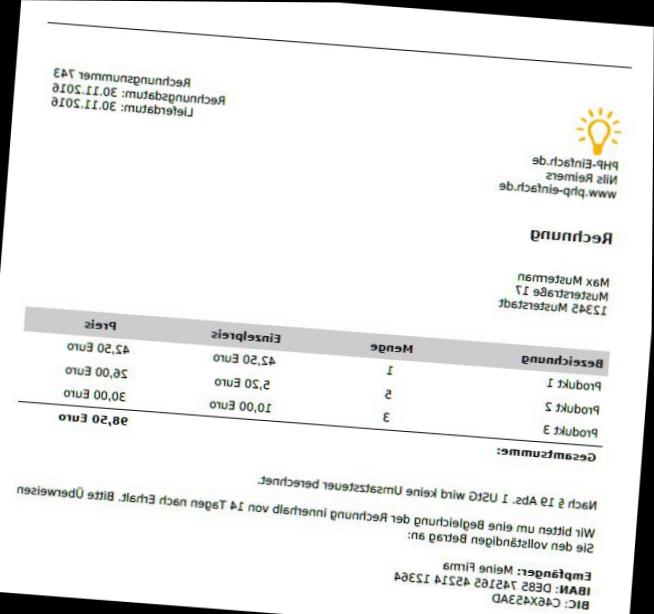 Rechnungsnummer 743
Rechnungsdatum: 30.11.2016
Lieferdatum: 30.11.2016
PHP-Einfach.de
Nils Reimers
www.php-einfach.de
Rechnung
Max Musterman
Musterstraße 17
12345 Musterstadt
Bezeichnung Menge Einzelpreis Preis
Produkt 1 1 42,50 Euro 42,50 Euro
Produkt 2 5 5,20 Euro 26,00 Euro
Produkt 3 3 10,00 Euro 30,00 Euro
Gesamtsumme: 98,50 Euro
Nach § 19 Abs. 1 UStG wird keine Umsatzsteuer berechnet.
Wir bitten um eine Begleichung der Rechnung innerhalb von 14 Tagen nach Erhalt. Bitte Überweisen
Sie den vollständigen Betrag an:
Empfänger: Meine Firma
IBAN: DE85 745165 45214 12364
BIC: C46X453AD